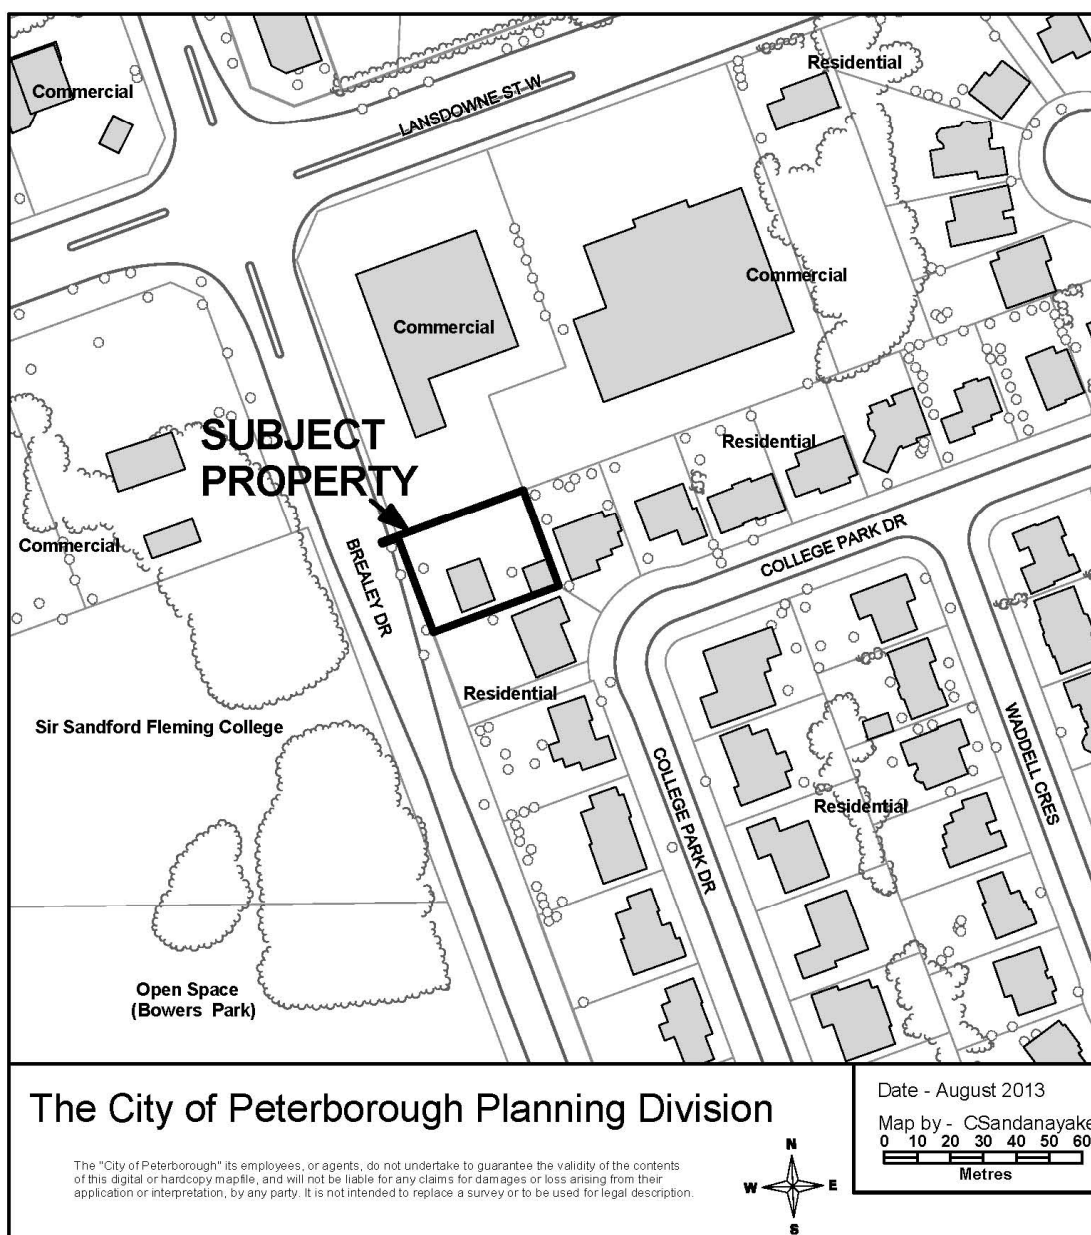 Commercial
LANSDOWNE ST W
Residential
Commercial
Commercial
SUBJECT
PROPERTY
Residential
Commercial
BREALEY DR
COLLEGE PARK DR
Residential
Sir Sandford Fleming College
COLLEGE PARK DR
WADDELL CRES
Residential
Open Space
(Bowers Park)
The City of Peterborough Planning Division
The "City of Peterborough" its employees, or agents, do not undertake to guarantee the validity of the contents
of this digital or hardcopy mapfile, and will not be liable for any claims for damages or loss arising from their
application or interpretation, by any party. It is not intended to replace a survey or to be used for legal description.
N
W E
S
Date - August 2013
Map by - CSandanayake
0 10 20 30 40 50 60
Metres